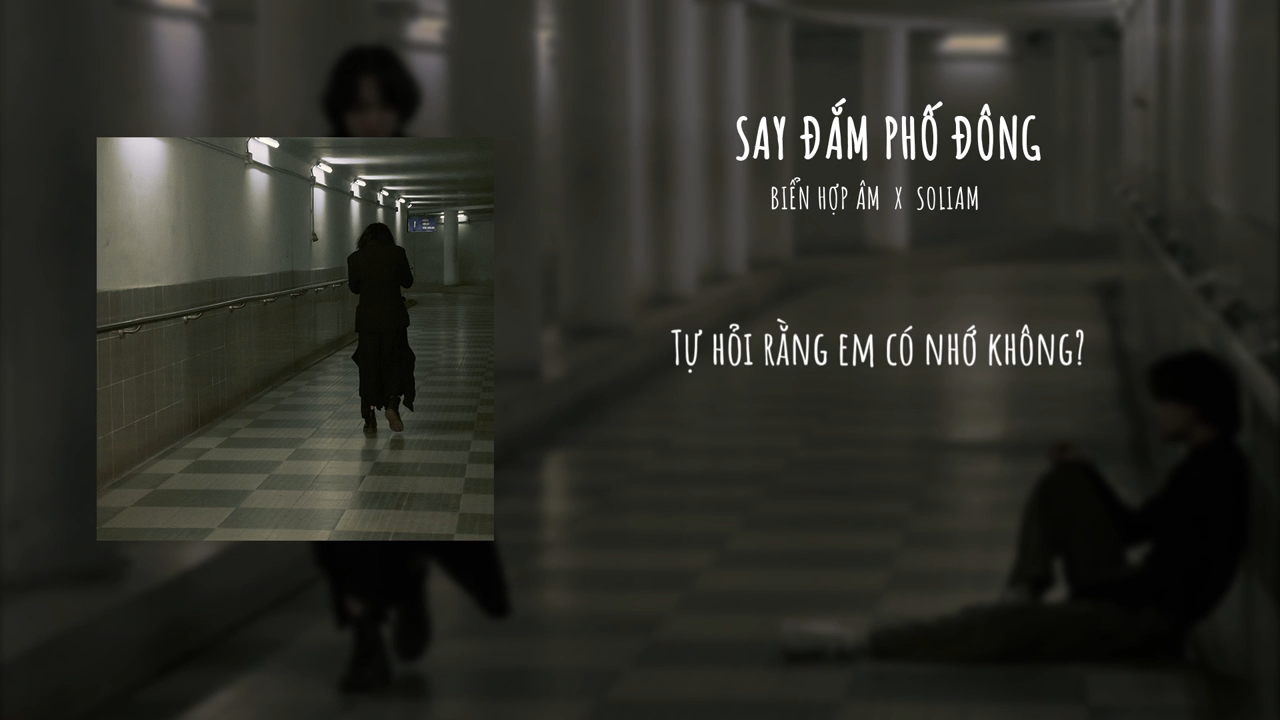 SAY ĐẮM PHỐ ĐÔNG
BIỂN HỢP ÂM X SOLIAM
TỰ HỎI RẰNG EM CÓ NHỚ KHÔNG?